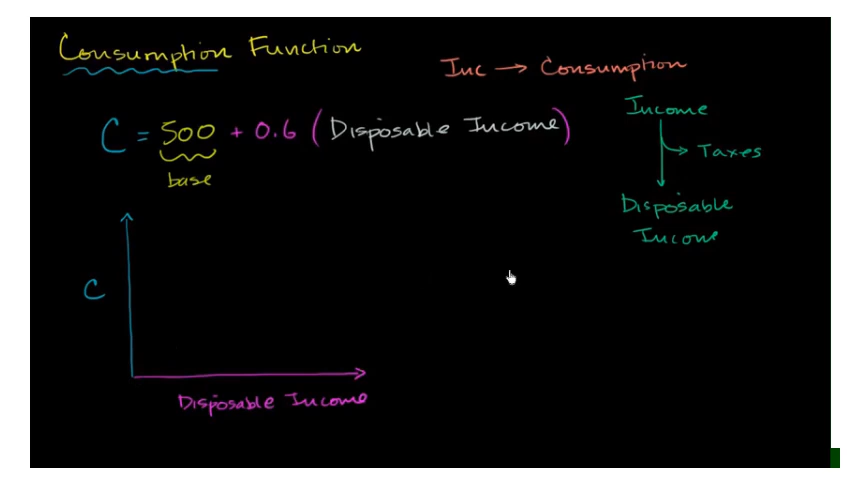 Consumption Function
Inc → Consumption
C = 500 + 0.6 (Disposable Income)
base
Income
Taxes
Disposable
Income
C
Disposable Income